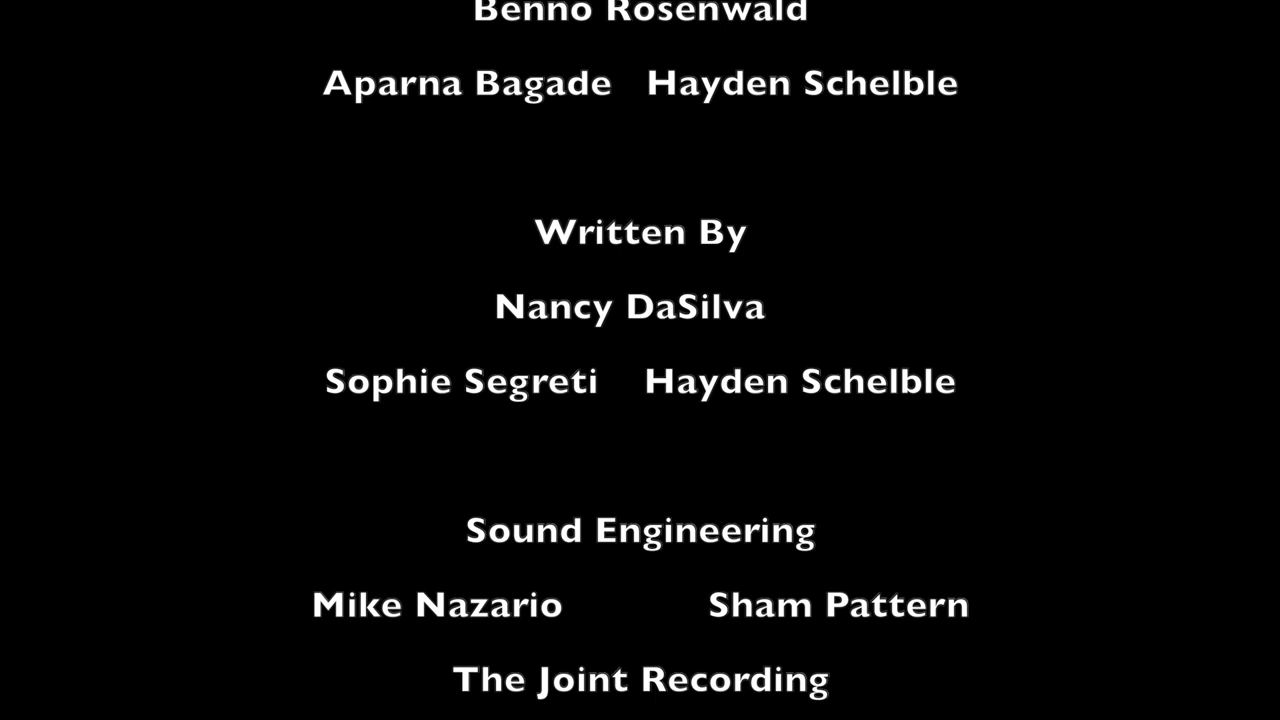 Benno Rosenwald
Aparna Bagade Hayden Schelble
Written By
Nancy DaSilva
Sophie Segreti Hayden Schelble
Sound Engineering
Mike Nazario Sham Pattern
The Joint Recording